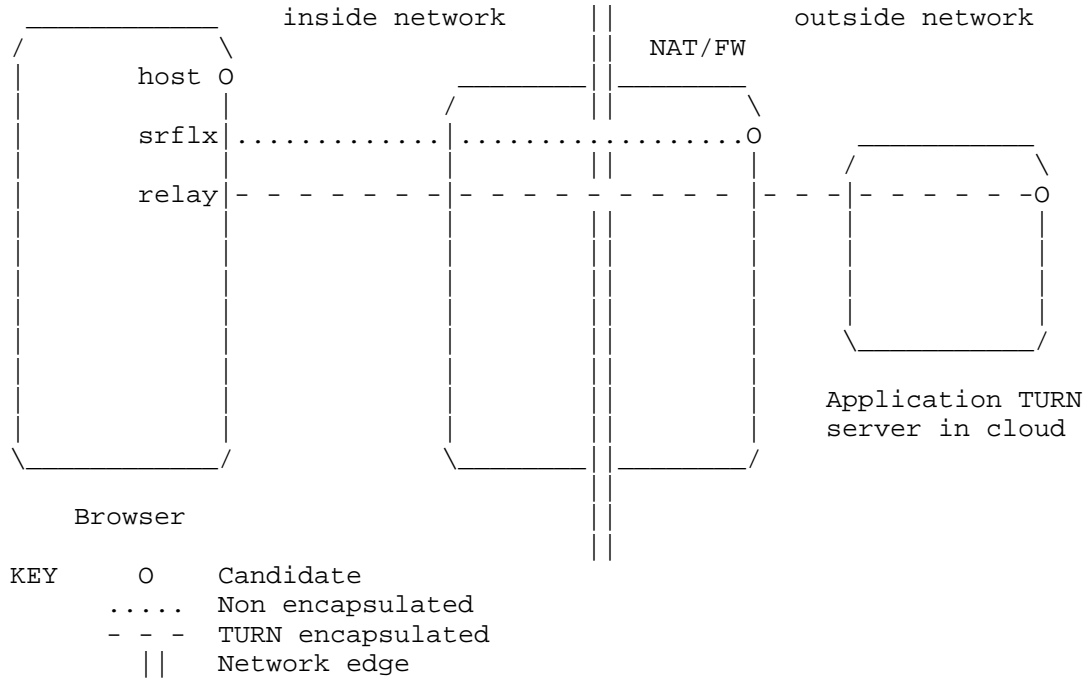 inside network || outside network
NAT/FW
host O
srflx|.............|..................O
relay|- - - - - - -|- - - - - - - - - |- - -|- - - - - -O
Application TURN
server in cloud
Browser
KEY O Candidate
..... Non encapsulated
- - - TURN encapsulated
|| Network edge